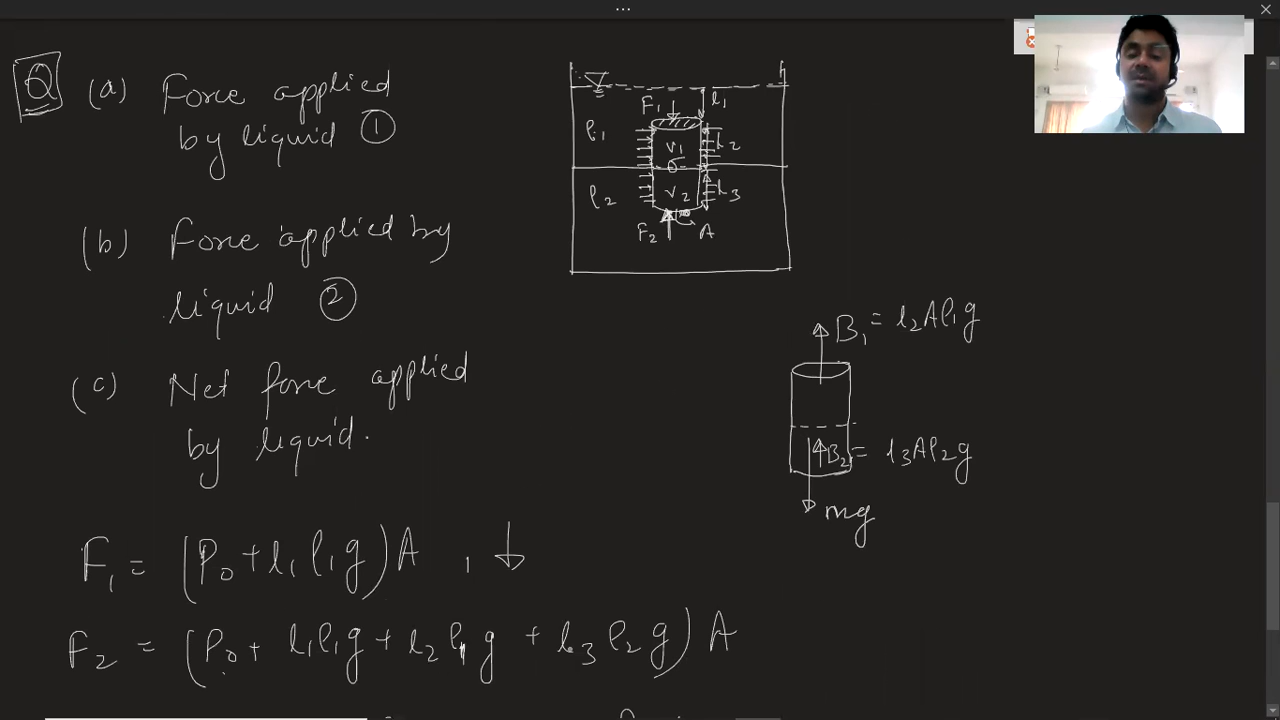 Q (a) Force applied
by liquid ①
(b) Force applied by
liquid ②
(c) Net force applied
by liquid.
F₁ l₁
ρ₁ V₁ l₂
σ
ρ₂ V₂ l₃
F₂ A
B₁ = l₂Aρ₁g
B₂ = l₃Aρ₂g
mg
F₁ = (P₀ + l₁ρ₁g)A , ↓
F₂ = (P₀ + l₁ρ₁g + l₂ρ₁g + l₃ρ₂g) A